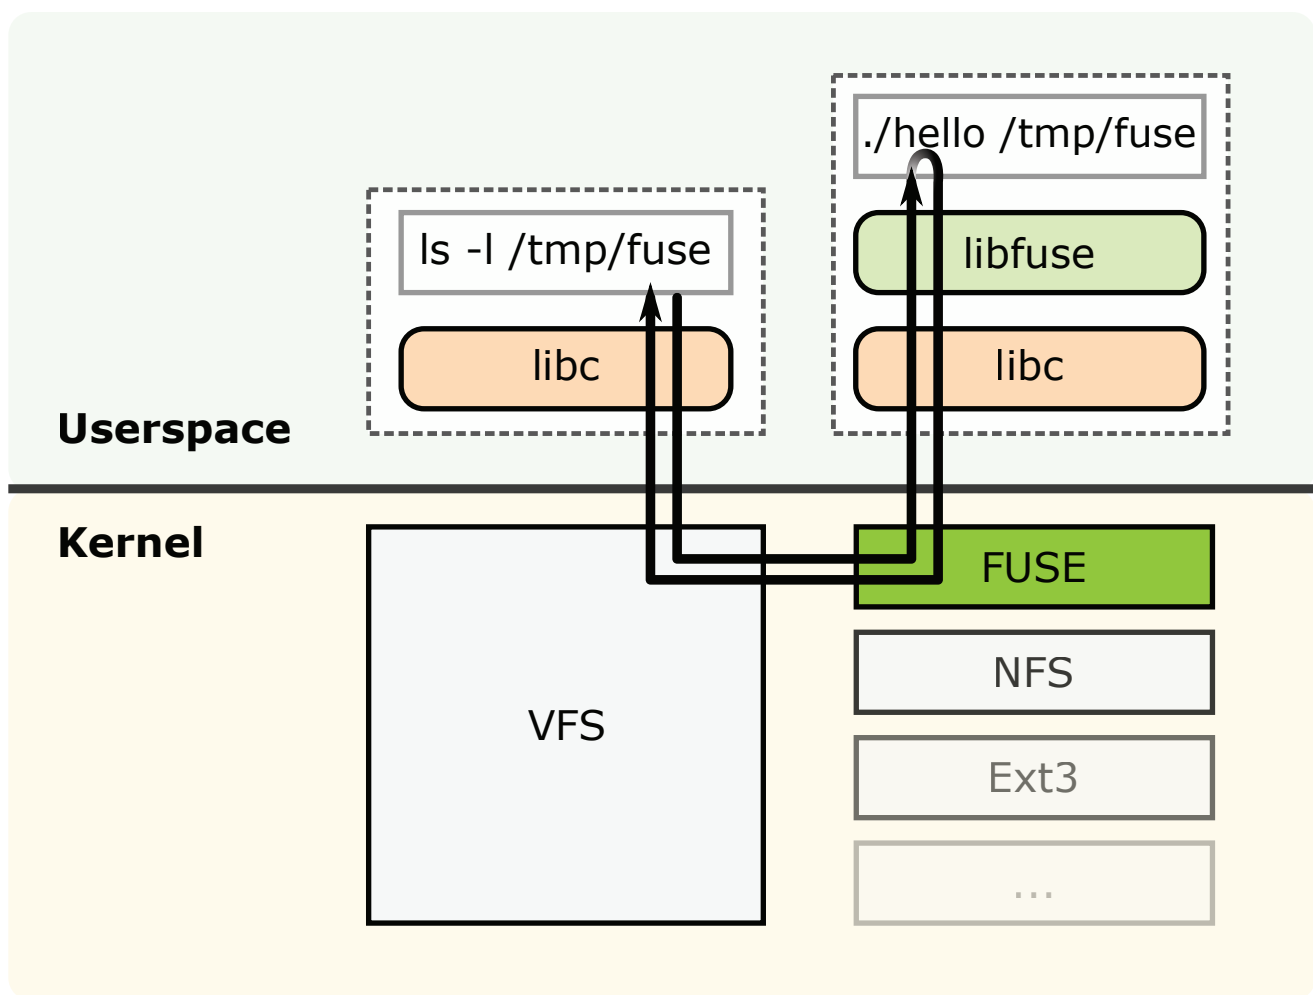 ./hello /tmp/fuse
ls -l /tmp/fuse
libfuse
libc
libc
Userspace
Kernel
FUSE
NFS
VFS
Ext3
...